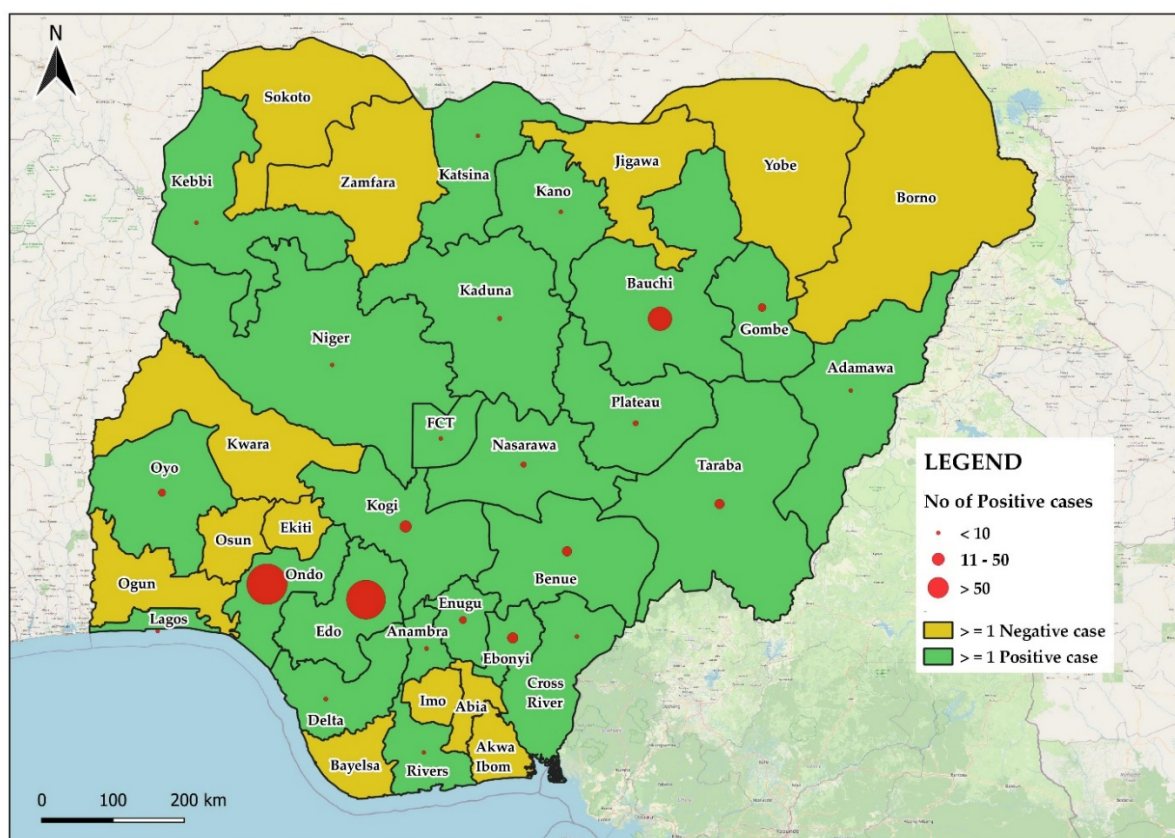 N
Sokoto
Kebbi
Zamfara
Katsina
Kano
Jigawa
Yobe
Borno
Kaduna
Bauchi
Gombe
Niger
Adamawa
FCT
Plateau
Nasarawa
Kwara
Oyo
Taraba
Kogi
Osun
Ekiti
Ogun
Ondo
Benue
Lagos
Edo
Enugu
Anambra
Ebonyi
Cross
River
Imo
Abia
Delta
Akwa
Ibom
Bayelsa
Rivers
LEGEND
No of Positive cases
< 10
11 - 50
> 50
> = 1 Negative case
> = 1 Positive case
0 100 200 km